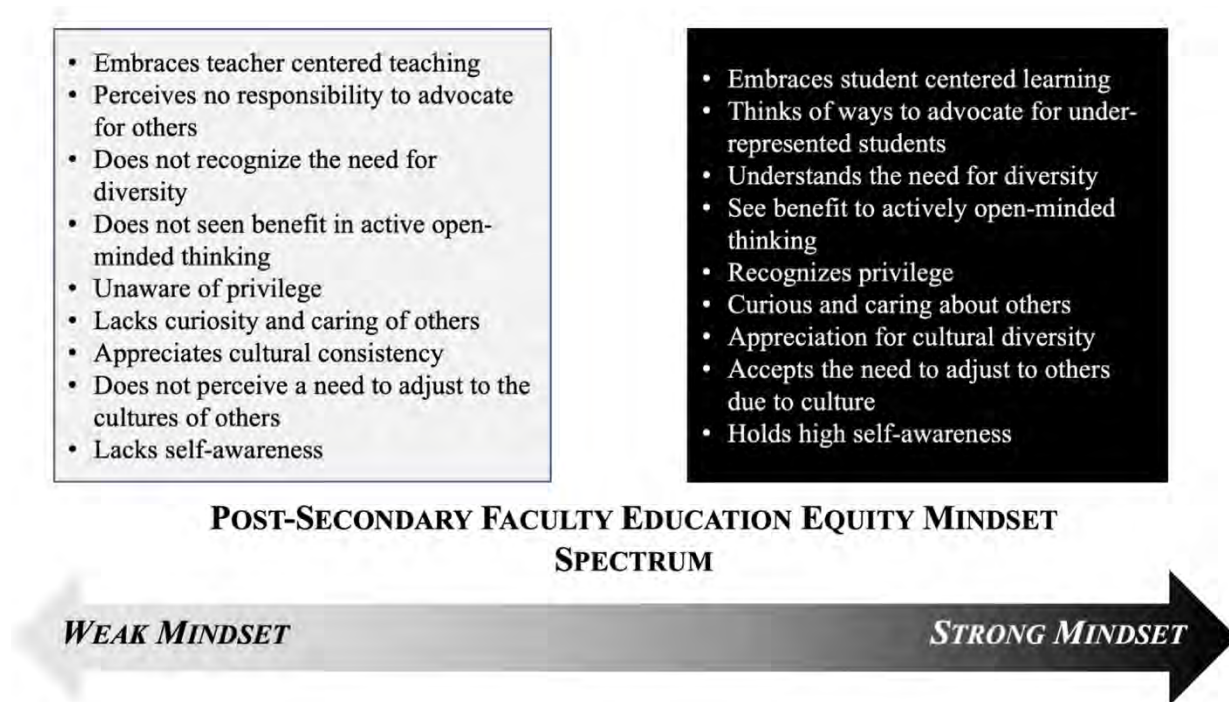 • Embraces teacher centered teaching
• Perceives no responsibility to advocate
for others
• Does not recognize the need for
diversity
• Does not seen benefit in active open-
minded thinking
• Unaware of privilege
• Lacks curiosity and caring of others
• Appreciates cultural consistency
• Does not perceive a need to adjust to the
cultures of others
• Lacks self-awareness
• Embraces student centered learning
• Thinks of ways to advocate for under-
represented students
• Understands the need for diversity
• See benefit to actively open-minded
thinking
• Recognizes privilege
• Curious and caring about others
• Appreciation for cultural diversity
• Accepts the need to adjust to others
due to culture
• Holds high self-awareness
POST-SECONDARY FACULTY EDUCATION EQUITY MINDSET
SPECTRUM
WEAK MINDSET
STRONG MINDSET